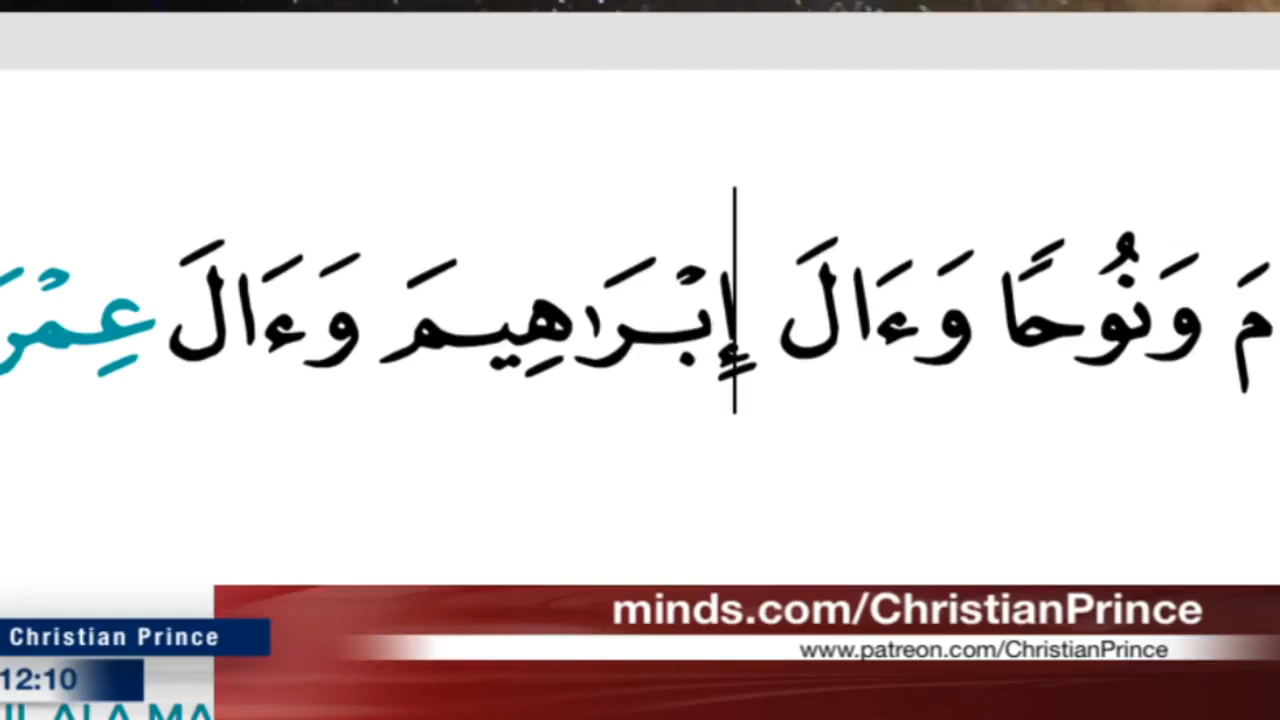 وَنُوحًا وَءَالَ إِبْرَاهِيمَ وَءَالَ
minds.com/ChristianPrince
Christian Prince
www.patreon.com/ChristianPrince
12:10